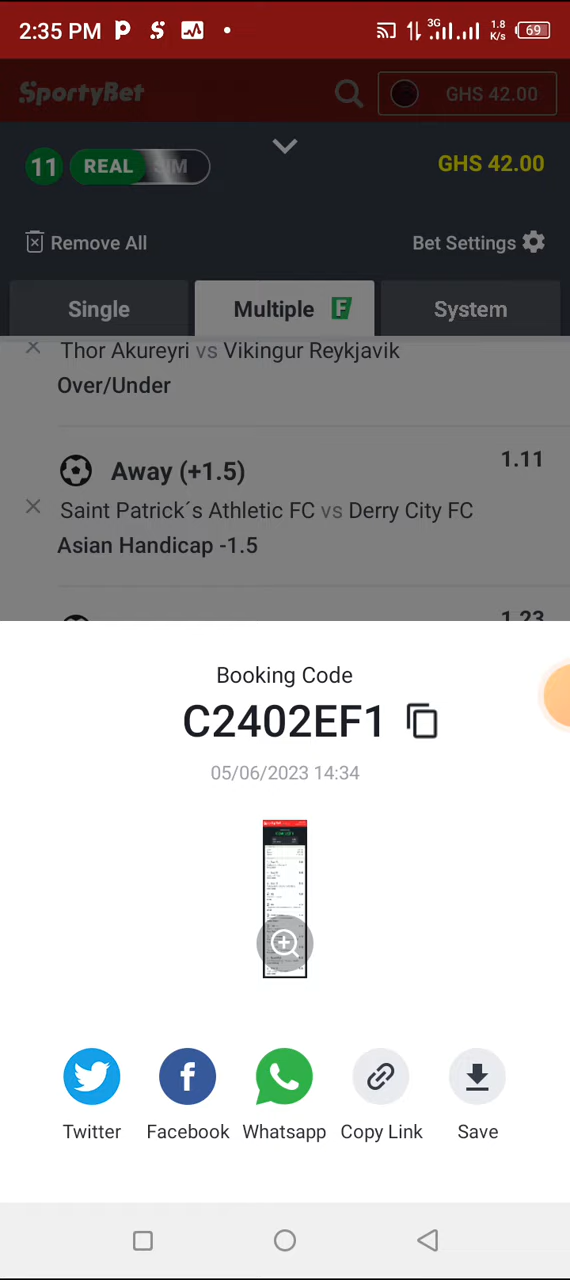 2:35 PM
3G
1.8 K/s
69
SportyBet
GHS 42.00
11
REAL
SIM
GHS 42.00
Remove All
Bet Settings
Single
Multiple F
System
Thor Akureyri vs Vikingur Reykjavik
Over/Under
Away (+1.5)
1.11
Saint Patrick´s Athletic FC vs Derry City FC
Asian Handicap -1.5
1.23
Booking Code
C2402EF1
05/06/2023 14:34
Twitter
Facebook
Whatsapp
Copy Link
Save